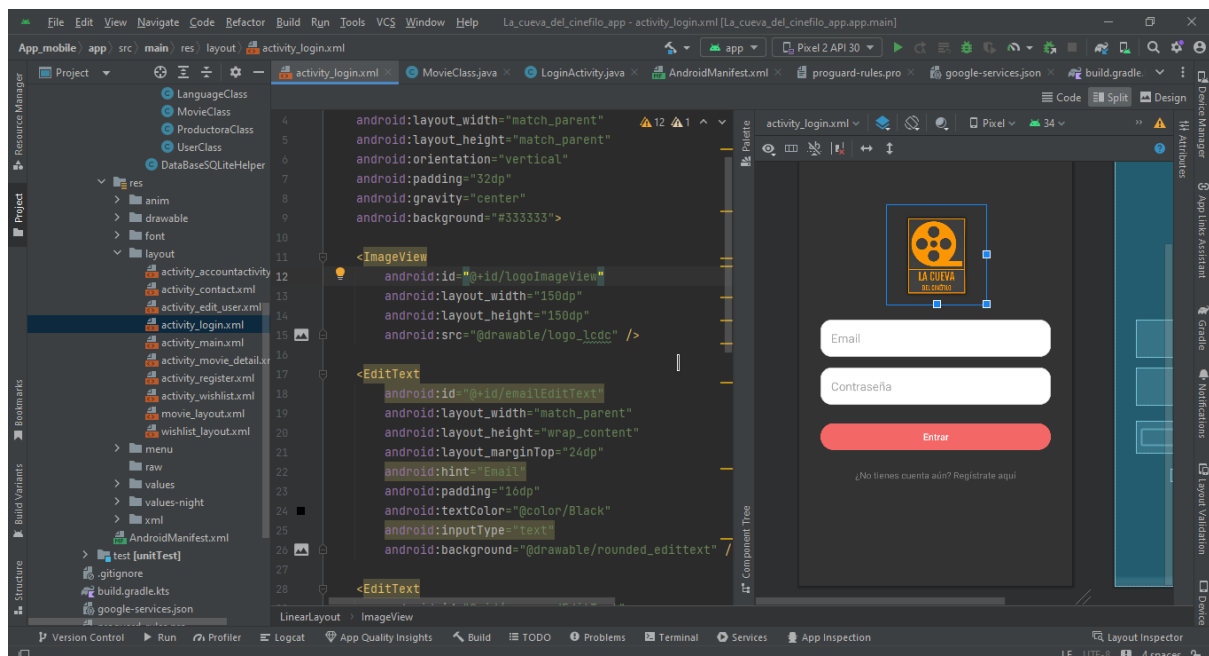 File Edit View Navigate Code Refactor Build Run Tools VCS Window Help La_cueva_del_cinefilo_app - activity_login.xml [La_cueva_del_cinefilo_app.app.main]
App_mobile app src main res layout activity_login.xml app Pixel 2 API 30
Project activity_login.xml MovieClass.java LoginActivity.java AndroidManifest.xml proguard-rules.pro google-services.json build.gradle.
Code Split Design
Resource Manager
Project
Bookmarks
Build Variants
Structure
LanguageClass
MovieClass
ProductoraClass
UserClass
DataBaseSQLiteHelper
res
anim
drawable
font
layout
activity_accountactivity
activity_contact.xml
activity_edit_user.xml
activity_login.xml
activity_main.xml
activity_movie_detail.xr
activity_register.xml
activity_wishlist.xml
movie_layout.xml
wishlist_layout.xml
menu
raw
values
values-night
xml
AndroidManifest.xml
test [unitTest]
.gitignore
build.gradle.kts
google-services.json
12 1
4 android:layout_width="match_parent"
5 android:layout_height="match_parent"
6 android:orientation="vertical"
7 android:padding="32dp"
8 android:gravity="center"
9 android:background="#333333">
10
11 <ImageView
12 android:id="@+id/logoImageView"
13 android:layout_width="150dp"
14 android:layout_height="150dp"
15 android:src="@drawable/logo_lcdc" />
16
17 <EditText
18 android:id="@+id/emailEditText"
19 android:layout_width="match_parent"
20 android:layout_height="wrap_content"
21 android:layout_marginTop="24dp"
22 android:hint="Email"
23 android:padding="16dp"
24 android:textColor="@color/Black"
25 android:inputType="text"
26 android:background="@drawable/rounded_edittext" /
27
28 <EditText
LinearLayout > ImageView
Palette
Component Tree
activity_login.xml Pixel 34
LA CUEVA
DEL CINÉFILO
Email
Contraseña
Entrar
¿No tienes cuenta aún? Regístrate aquí
Attributes
Device Manager
App Links Assistant
Gradle
Notifications
Layout Validation
Device
Version Control Run Profiler Logcat App Quality Insights Build TODO Problems Terminal Services App Inspection Layout Inspector
LF UTF-8 4 spaces